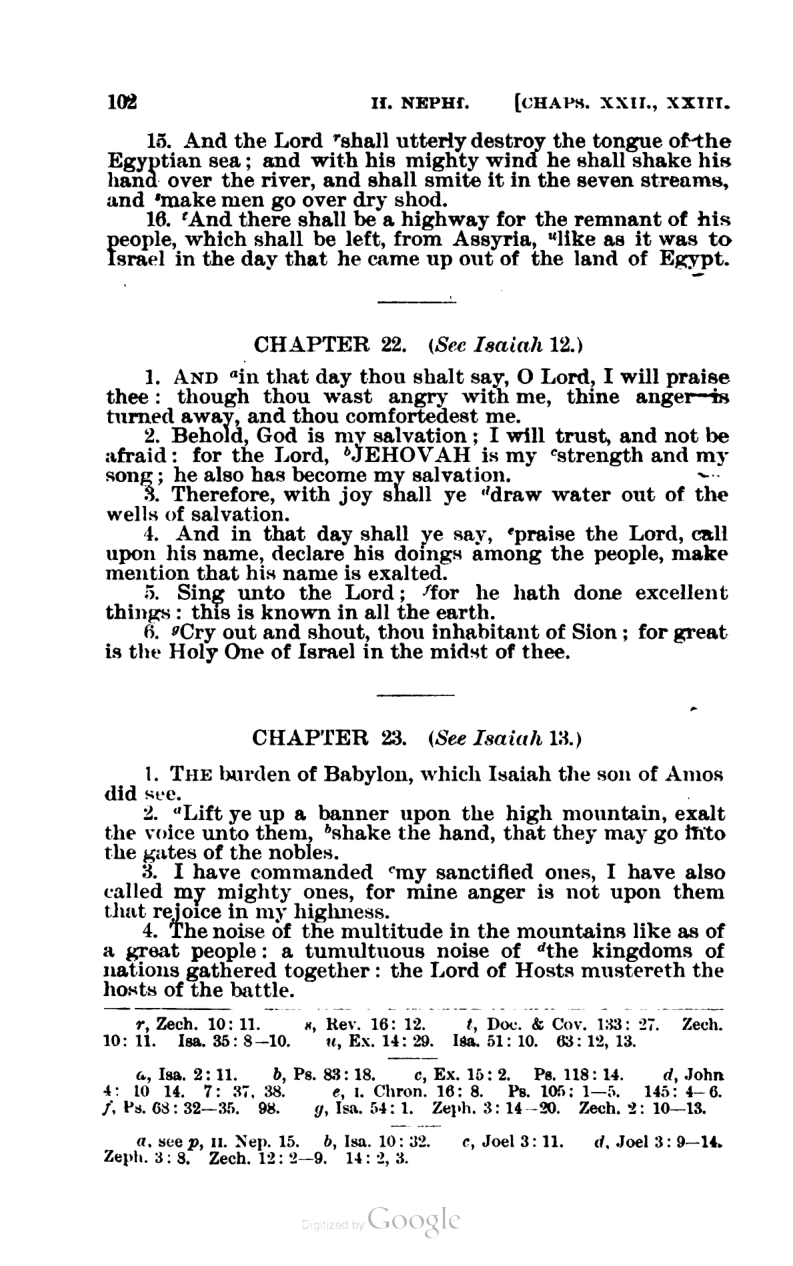 102 II. NEPHI. [CHAPS. XXII., XXIII.
15. And the Lord ʳshall utterly destroy the tongue of the
Egyptian sea; and with his mighty wind he shall shake his
hand over the river, and shall smite it in the seven streams,
and ˢmake men go over dry shod.
16. ᵗAnd there shall be a highway for the remnant of his
people, which shall be left, from Assyria, ᵘlike as it was to
Israel in the day that he came up out of the land of Egypt.
CHAPTER 22. (See Isaiah 12.)
1. AND ᵃin that day thou shalt say, O Lord, I will praise
thee: though thou wast angry with me, thine anger is
turned away, and thou comfortedest me.
2. Behold, God is my salvation; I will trust, and not be
afraid: for the Lord, ᵇJEHOVAH is my ᶜstrength and my
song; he also has become my salvation.
3. Therefore, with joy shall ye ᵈdraw water out of the
wells of salvation.
4. And in that day shall ye say, ᵉpraise the Lord, call
upon his name, declare his doings among the people, make
mention that his name is exalted.
5. Sing unto the Lord; ᶠfor he hath done excellent
things: this is known in all the earth.
6. ᵍCry out and shout, thou inhabitant of Sion; for great
is the Holy One of Israel in the midst of thee.
CHAPTER 23. (See Isaiah 13.)
1. THE burden of Babylon, which Isaiah the son of Amos
did see.
2. ᵃLift ye up a banner upon the high mountain, exalt
the voice unto them, ᵇshake the hand, that they may go into
the gates of the nobles.
3. I have commanded ᶜmy sanctified ones, I have also
called my mighty ones, for mine anger is not upon them
that rejoice in my highness.
4. The noise of the multitude in the mountains like as of
a great people: a tumultuous noise of ᵈthe kingdoms of
nations gathered together: the Lord of Hosts mustereth the
hosts of the battle.
r, Zech. 10: 11. s, Rev. 16: 12. t, Doc. & Cov. 133: 27. Zech.
10: 11. Isa. 35: 8—10. u, Ex. 14: 29. Isa. 51: 10. 63: 12, 13.
a, Isa. 2: 11. b, Ps. 83: 18. c, Ex. 15: 2. Ps. 118: 14. d, John
4: 10 14. 7: 37, 38. e, I. Chron. 16: 8. Ps. 105: 1—5. 145: 4—6.
f, Ps. 68: 32—35. 98. g, Isa. 54: 1. Zeph. 3: 14—20. Zech. 2: 10—13.
a, see p, II. Nep. 15. b, Isa. 10: 32. c, Joel 3: 11. d, Joel 3: 9—14.
Zeph. 3: 8. Zech. 12: 2—9. 14: 2, 3.
Digitized by Google